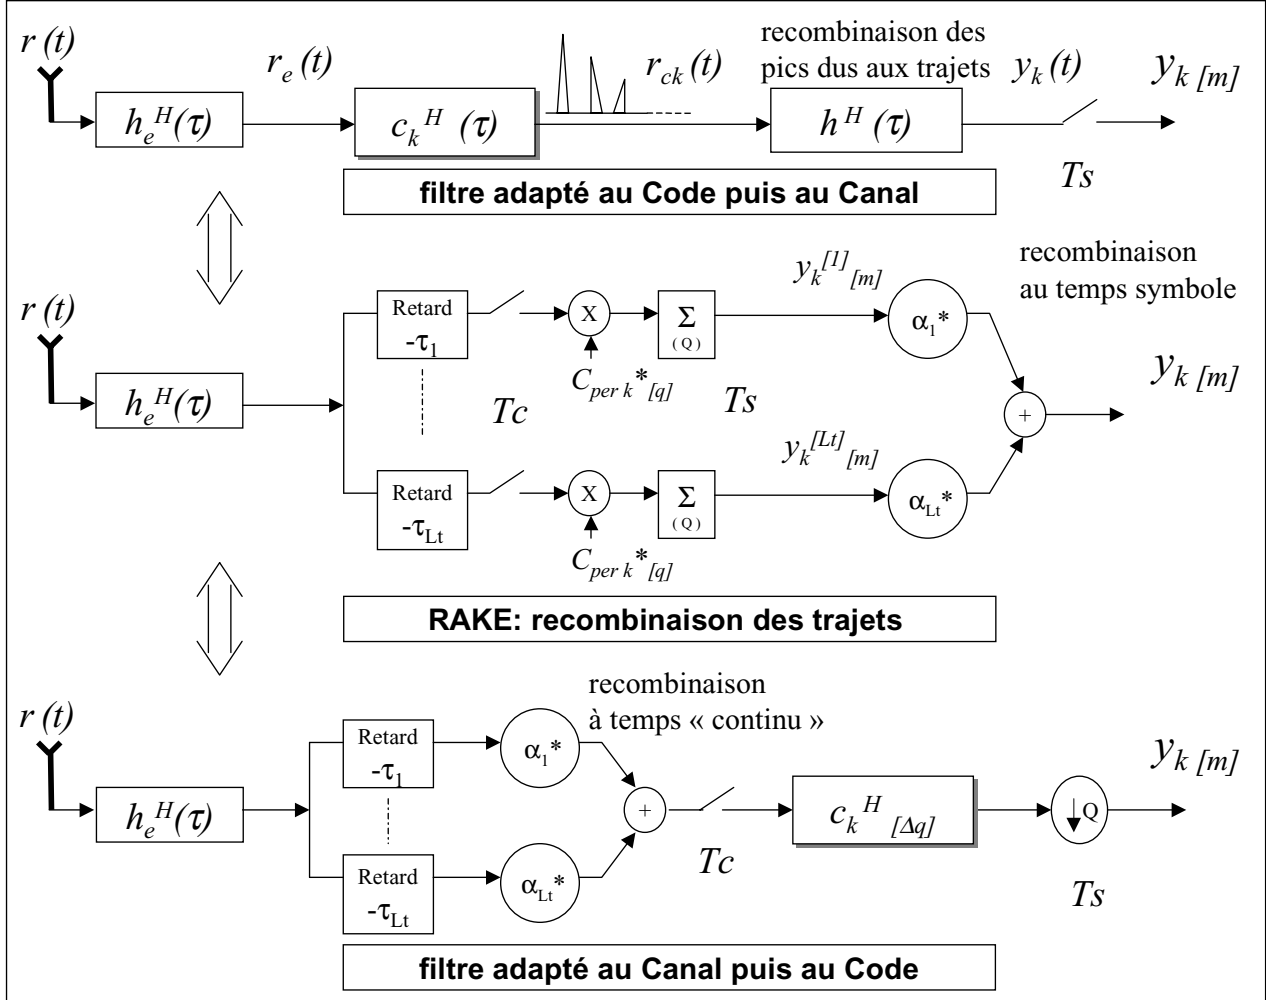 r (t)
r_e (t)
r_ck (t)
recombinaison des
pics dus aux trajets
y_k (t)
y_k [m]
h_e^H(τ)
c_k^H (τ)
h^H (τ)
Ts
filtre adapté au Code puis au Canal
recombinaison
au temps symbole
r (t)
Retard
-τ_1
X
Σ
(Q)
y_k^[1] [m]
α_1*
C_per k*[q]
Tc
Ts
h_e^H(τ)
+
y_k [m]
Retard
-τ_Lt
X
Σ
(Q)
y_k^[Lt] [m]
α_Lt*
C_per k*[q]
RAKE: recombinaison des trajets
recombinaison
à temps « continu »
r (t)
Retard
-τ_1
α_1*
h_e^H(τ)
+
Tc
c_k^H [Δq]
↓Q
Ts
y_k [m]
Retard
-τ_Lt
α_Lt*
filtre adapté au Canal puis au Code